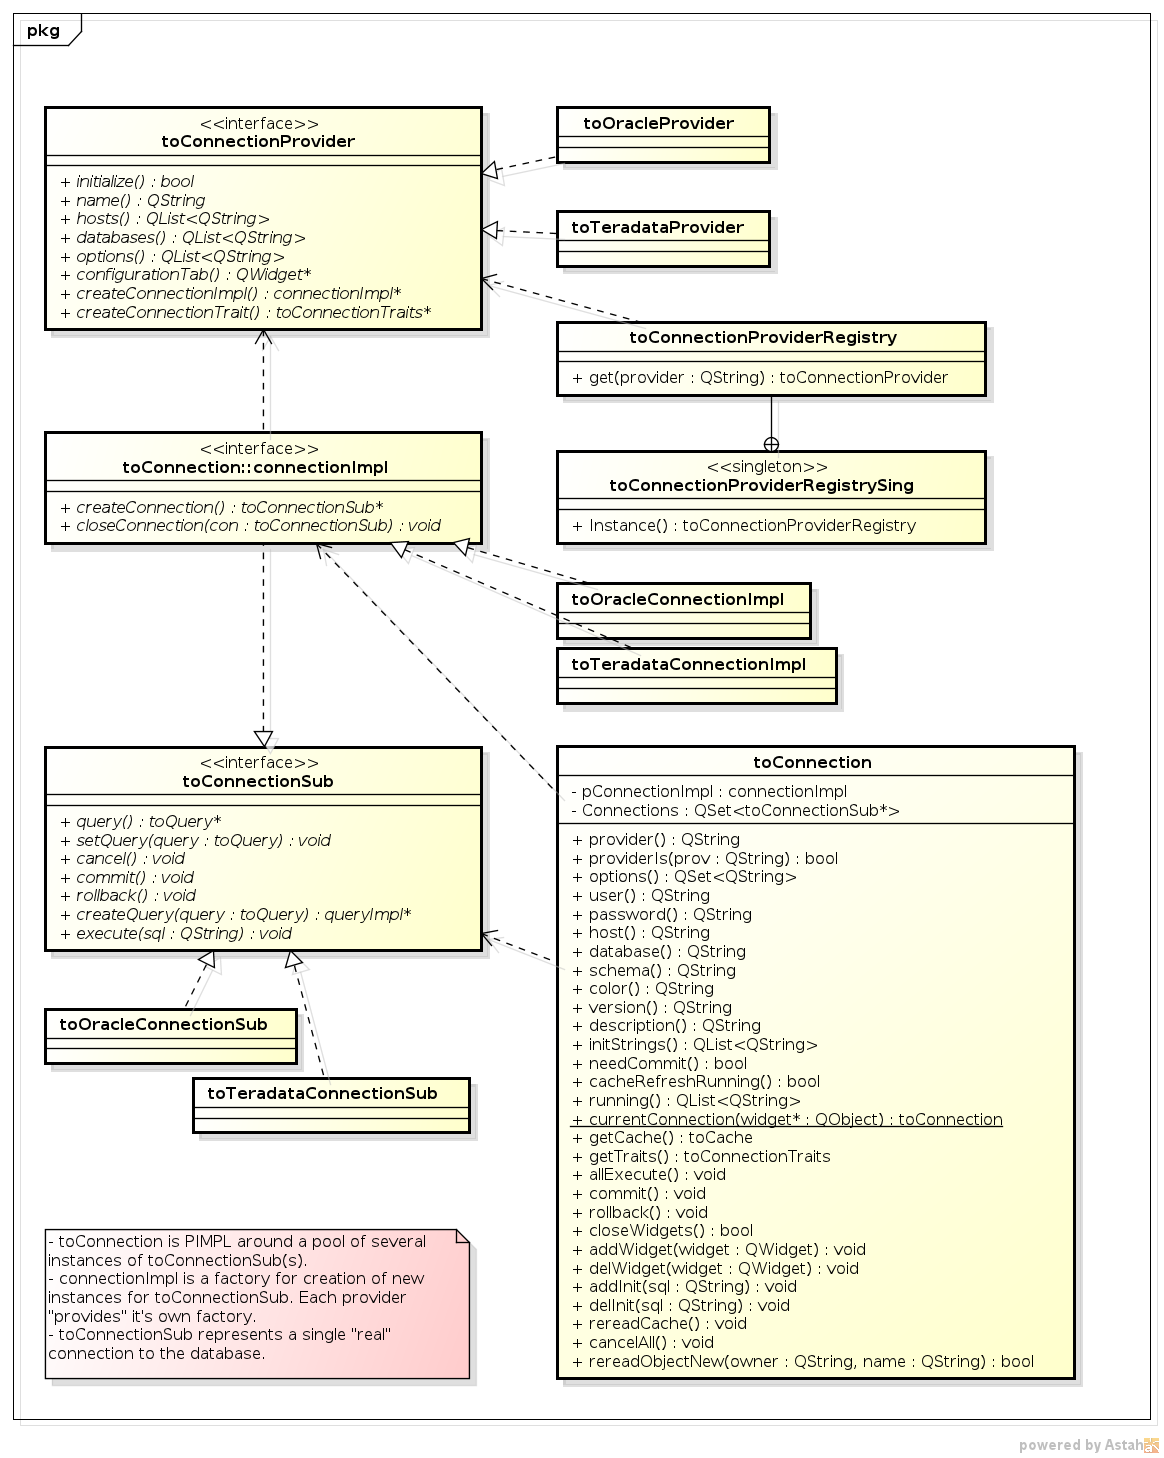 pkg
<<interface>>
toConnectionProvider
+ initialize() : bool
+ name() : QString
+ hosts() : QList<QString>
+ databases() : QList<QString>
+ options() : QList<QString>
+ configurationTab() : QWidget*
+ createConnectionImpl() : connectionImpl*
+ createConnectionTrait() : toConnectionTraits*
toOracleProvider
toTeradataProvider
toConnectionProviderRegistry
+ get(provider : QString) : toConnectionProvider
<<interface>>
toConnection::connectionImpl
+ createConnection() : toConnectionSub*
+ closeConnection(con : toConnectionSub) : void
<<singleton>>
toConnectionProviderRegistrySing
+ Instance() : toConnectionProviderRegistry
toOracleConnectionImpl
toTeradataConnectionImpl
<<interface>>
toConnectionSub
+ query() : toQuery*
+ setQuery(query : toQuery) : void
+ cancel() : void
+ commit() : void
+ rollback() : void
+ createQuery(query : toQuery) : queryImpl*
+ execute(sql : QString) : void
toOracleConnectionSub
toTeradataConnectionSub
toConnection
- pConnectionImpl : connectionImpl
- Connections : QSet<toConnectionSub*>
+ provider() : QString
+ providerIs(prov : QString) : bool
+ options() : QSet<QString>
+ user() : QString
+ password() : QString
+ host() : QString
+ database() : QString
+ schema() : QString
+ color() : QString
+ version() : QString
+ description() : QString
+ initStrings() : QList<QString>
+ needCommit() : bool
+ cacheRefreshRunning() : bool
+ running() : QList<QString>
+ currentConnection(widget* : QObject) : toConnection
+ getCache() : toCache
+ getTraits() : toConnectionTraits
+ allExecute() : void
+ commit() : void
+ rollback() : void
+ closeWidgets() : bool
+ addWidget(widget : QWidget) : void
+ delWidget(widget : QWidget) : void
+ addInit(sql : QString) : void
+ delInit(sql : QString) : void
+ rereadCache() : void
+ cancelAll() : void
+ rereadObjectNew(owner : QString, name : QString) : bool
- toConnection is PIMPL around a pool of several
instances of toConnectionSub(s).
- connectionImpl is a factory for creation of new
instances for toConnectionSub. Each provider
"provides" it's own factory.
- toConnectionSub represents a single "real"
connection to the database.
powered by Astah